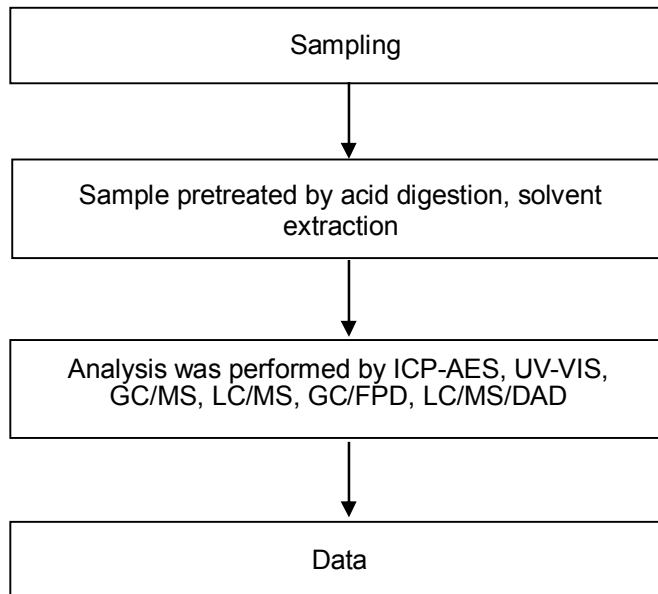 Sampling
Sample pretreated by acid digestion, solvent
extraction
Analysis was performed by ICP-AES, UV-VIS,
GC/MS, LC/MS, GC/FPD, LC/MS/DAD
Data